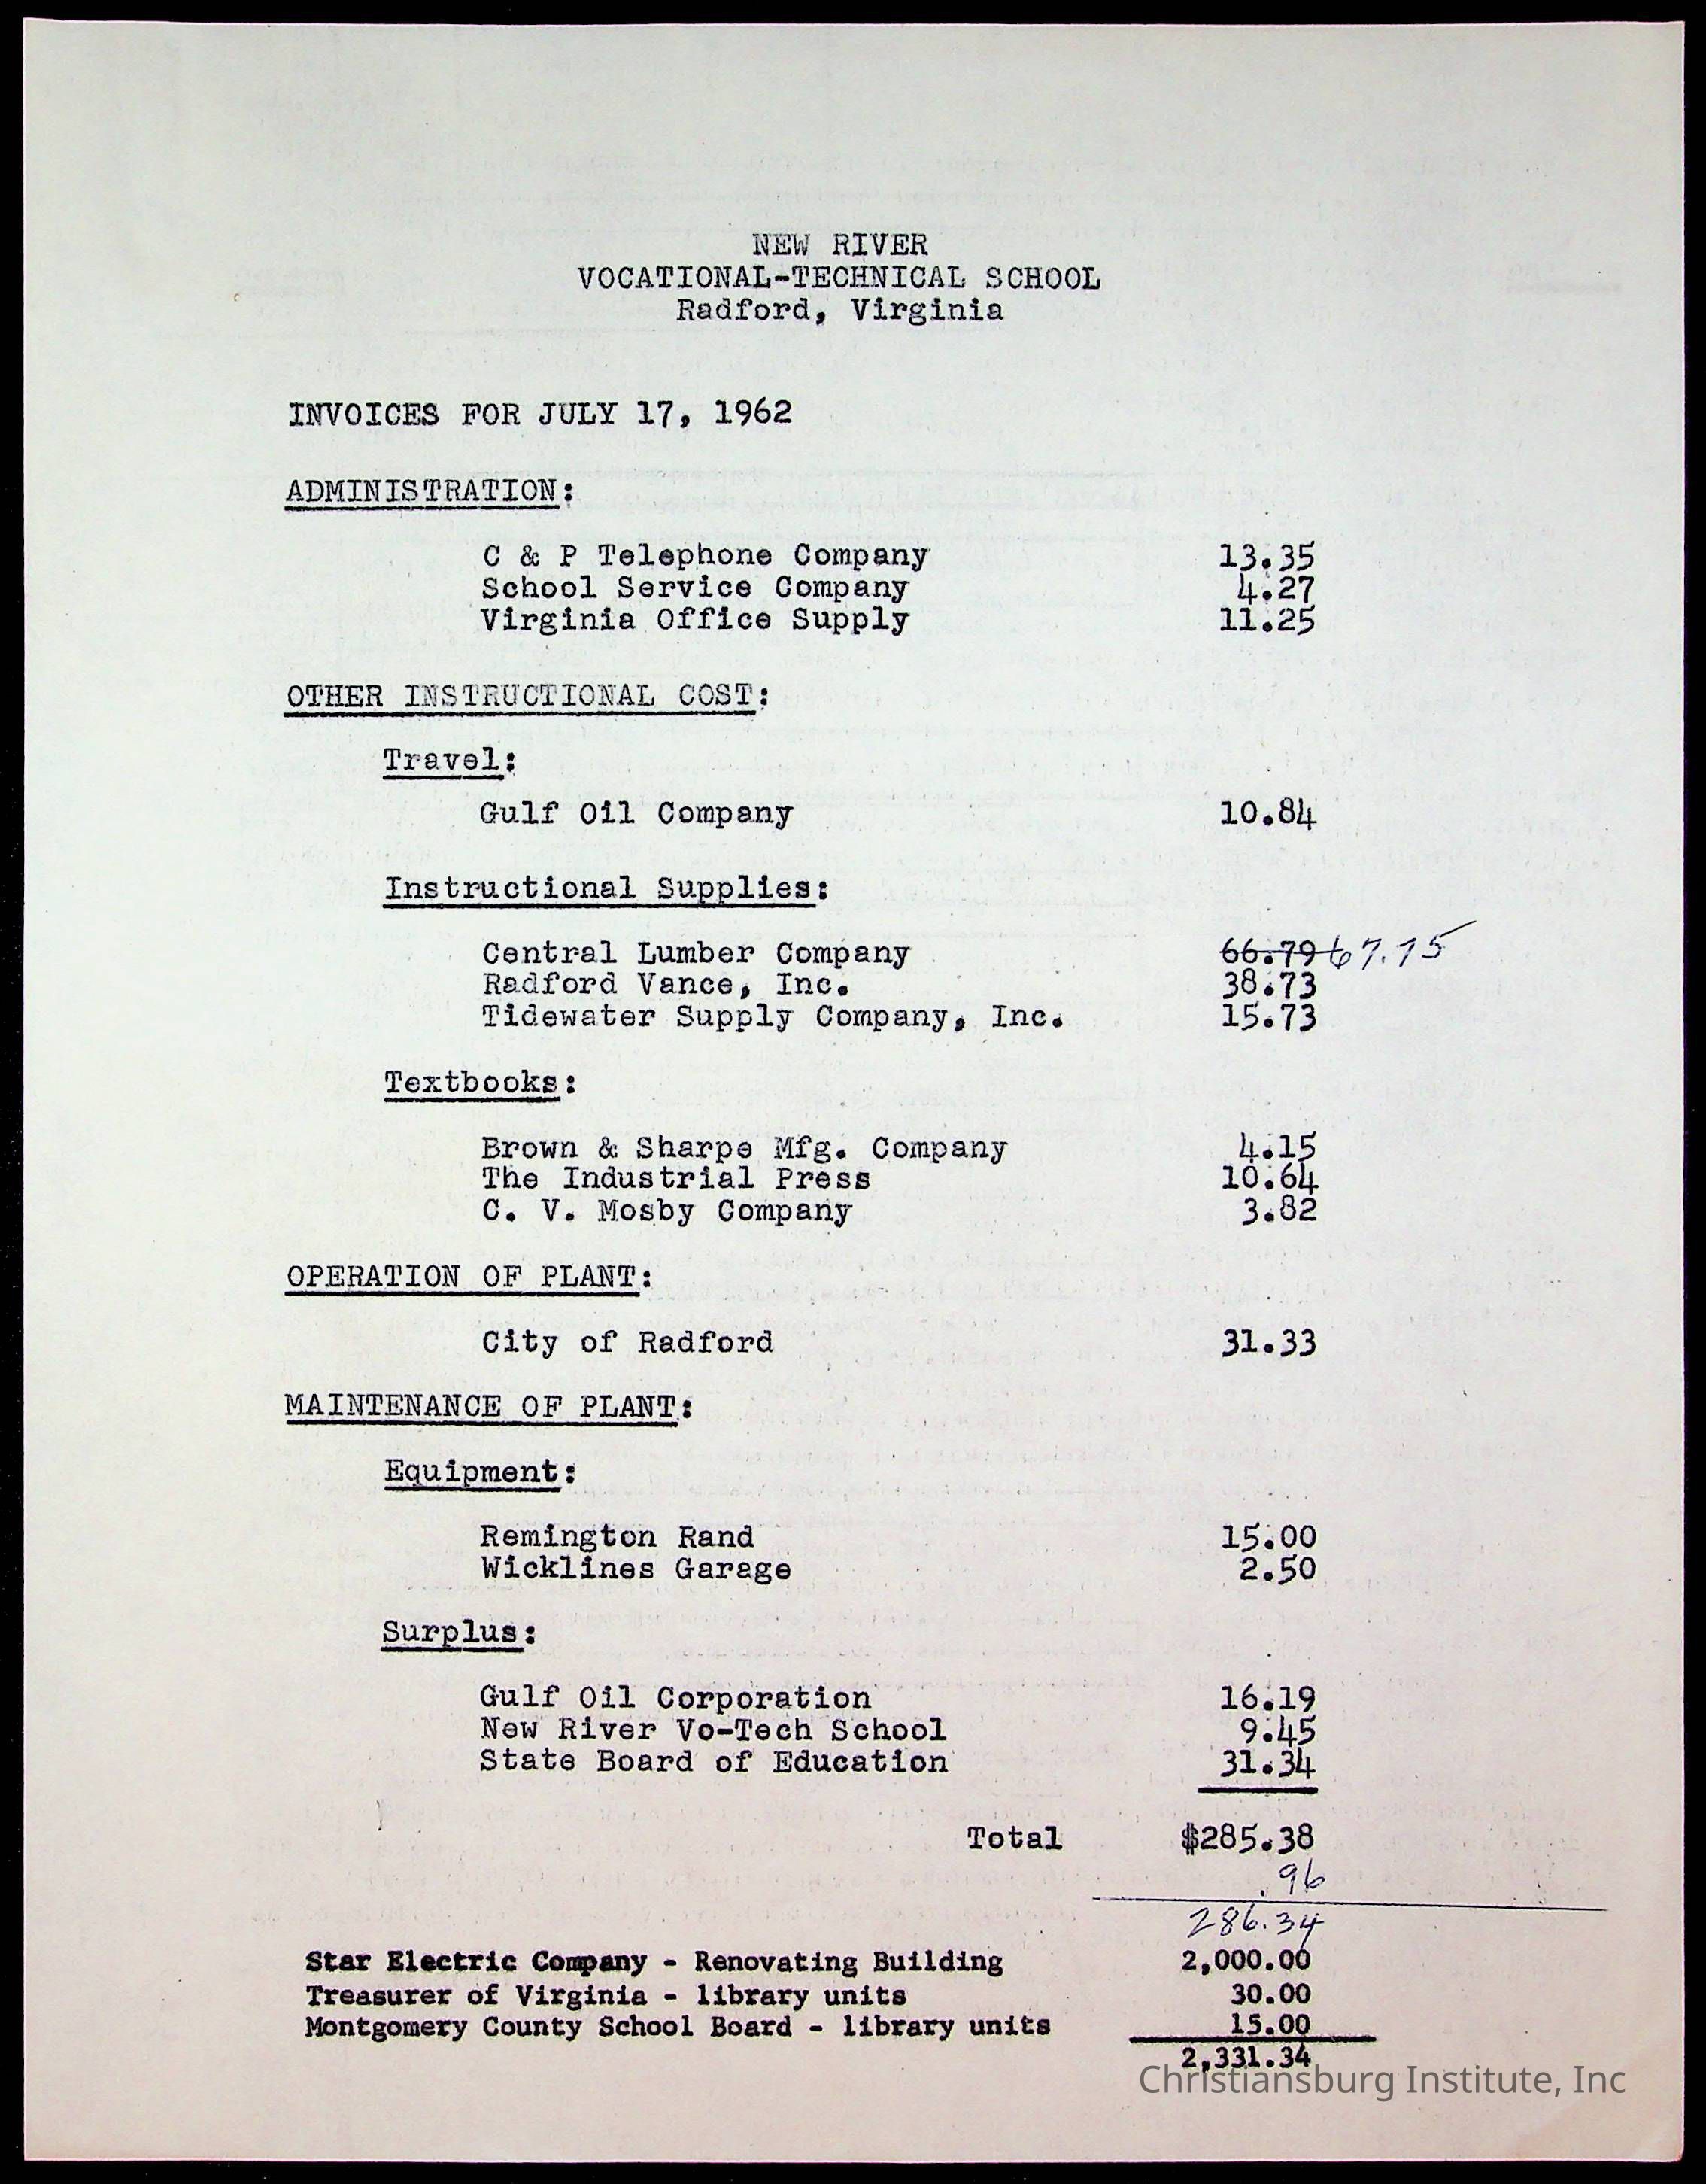 NEW RIVER
VOCATIONAL-TECHNICAL SCHOOL
Radford, Virginia
INVOICES FOR JULY 17, 1962
ADMINISTRATION:
C & P Telephone Company 13.35
School Service Company 4.27
Virginia Office Supply 11.25
OTHER INSTRUCTIONAL COST:
Travel:
Gulf Oil Company 10.84
Instructional Supplies:
Central Lumber Company 66.79 67.75
Radford Vance, Inc. 38.73
Tidewater Supply Company, Inc. 15.73
Textbooks:
Brown & Sharpe Mfg. Company 4.15
The Industrial Press 10.64
C. V. Mosby Company 3.82
OPERATION OF PLANT:
City of Radford 31.33
MAINTENANCE OF PLANT:
Equipment:
Remington Rand 15.00
Wicklines Garage 2.50
Surplus:
Gulf Oil Corporation 16.19
New River Vo-Tech School 9.45
State Board of Education 31.34
Total $285.38
.96
286.34
Star Electric Company - Renovating Building 2,000.00
Treasurer of Virginia - library units 30.00
Montgomery County School Board - library units 15.00
2,331.34
Christiansburg Institute, Inc